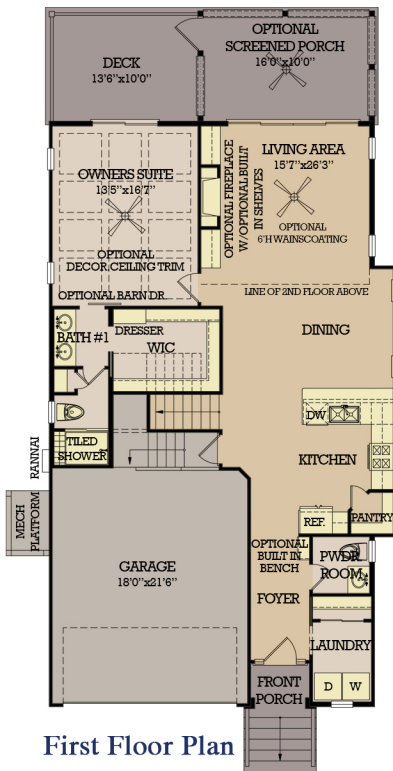 DECK
13'6"x10'0"
OPTIONAL
SCREENED PORCH
16'0"x10'0"
OWNERS SUITE
13'5"x16'7"
OPTIONAL
DECOR CEILING TRIM
OPTIONAL BARN DR.
OPTIONAL FIREPLACE
W/OPTIONAL BUILT
IN SHELVES
LIVING AREA
15'7"x26'3"
OPTIONAL
6'H WAINSCOATING
LINE OF 2ND FLOOR ABOVE
BATH #1
DRESSER
WIC
DINING
DW
TILED
SHOWER
RANNAI
MECH
PLATFORM
KITCHEN
REF.
PANTRY
GARAGE
18'0"x21'6"
OPTIONAL
BUILT IN
BENCH
PWDR
ROOM
FOYER
LAUNDRY
D
W
FRONT
PORCH
First Floor Plan